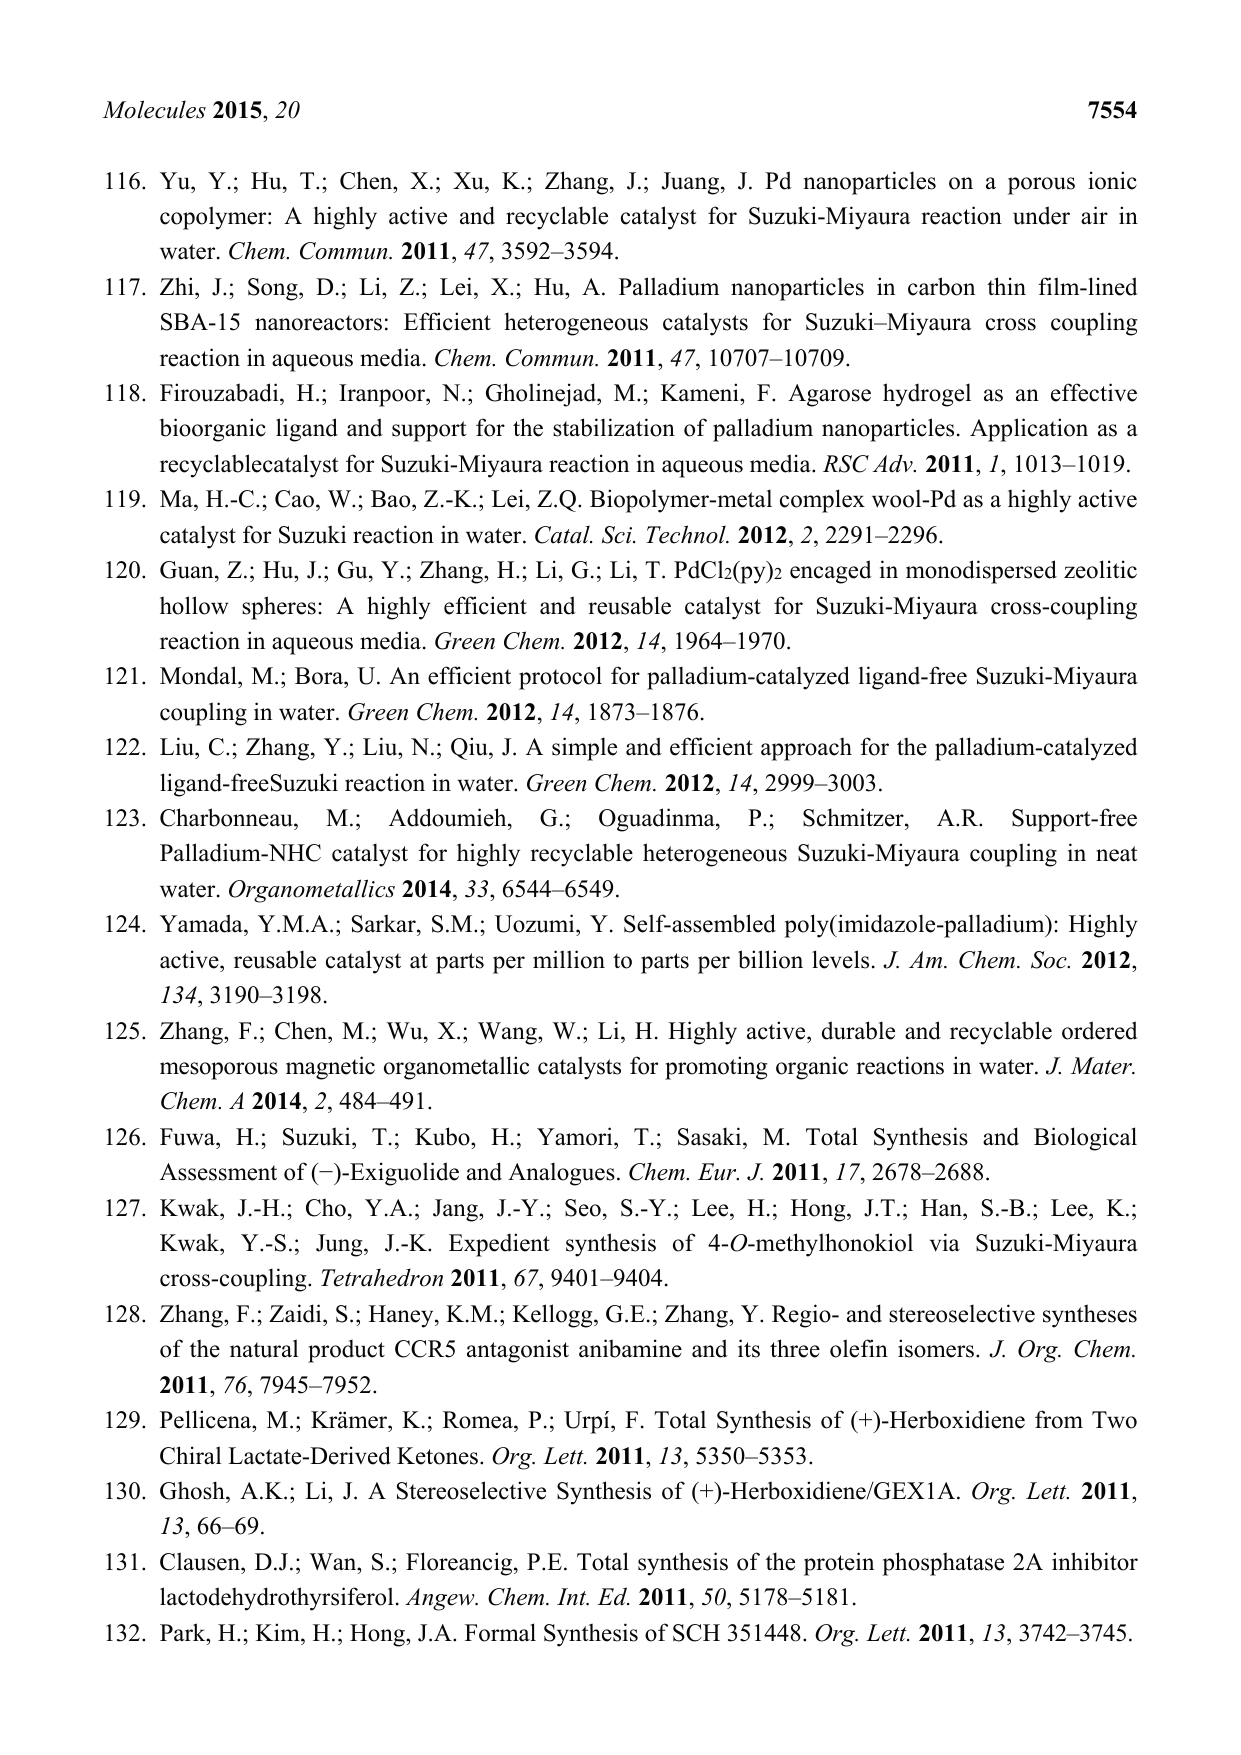 Molecules 2015, 20 7554
116. Yu, Y.; Hu, T.; Chen, X.; Xu, K.; Zhang, J.; Juang, J. Pd nanoparticles on a porous ionic
copolymer: A highly active and recyclable catalyst for Suzuki-Miyaura reaction under air in
water. Chem. Commun. 2011, 47, 3592–3594.
117. Zhi, J.; Song, D.; Li, Z.; Lei, X.; Hu, A. Palladium nanoparticles in carbon thin film-lined
SBA-15 nanoreactors: Efficient heterogeneous catalysts for Suzuki–Miyaura cross coupling
reaction in aqueous media. Chem. Commun. 2011, 47, 10707–10709.
118. Firouzabadi, H.; Iranpoor, N.; Gholinejad, M.; Kameni, F. Agarose hydrogel as an effective
bioorganic ligand and support for the stabilization of palladium nanoparticles. Application as a
recyclablecatalyst for Suzuki-Miyaura reaction in aqueous media. RSC Adv. 2011, 1, 1013–1019.
119. Ma, H.-C.; Cao, W.; Bao, Z.-K.; Lei, Z.Q. Biopolymer-metal complex wool-Pd as a highly active
catalyst for Suzuki reaction in water. Catal. Sci. Technol. 2012, 2, 2291–2296.
120. Guan, Z.; Hu, J.; Gu, Y.; Zhang, H.; Li, G.; Li, T. PdCl₂(py)₂ encaged in monodispersed zeolitic
hollow spheres: A highly efficient and reusable catalyst for Suzuki-Miyaura cross-coupling
reaction in aqueous media. Green Chem. 2012, 14, 1964–1970.
121. Mondal, M.; Bora, U. An efficient protocol for palladium-catalyzed ligand-free Suzuki-Miyaura
coupling in water. Green Chem. 2012, 14, 1873–1876.
122. Liu, C.; Zhang, Y.; Liu, N.; Qiu, J. A simple and efficient approach for the palladium-catalyzed
ligand-freeSuzuki reaction in water. Green Chem. 2012, 14, 2999–3003.
123. Charbonneau, M.; Addoumieh, G.; Oguadinma, P.; Schmitzer, A.R. Support-free
Palladium-NHC catalyst for highly recyclable heterogeneous Suzuki-Miyaura coupling in neat
water. Organometallics 2014, 33, 6544–6549.
124. Yamada, Y.M.A.; Sarkar, S.M.; Uozumi, Y. Self-assembled poly(imidazole-palladium): Highly
active, reusable catalyst at parts per million to parts per billion levels. J. Am. Chem. Soc. 2012,
134, 3190–3198.
125. Zhang, F.; Chen, M.; Wu, X.; Wang, W.; Li, H. Highly active, durable and recyclable ordered
mesoporous magnetic organometallic catalysts for promoting organic reactions in water. J. Mater.
Chem. A 2014, 2, 484–491.
126. Fuwa, H.; Suzuki, T.; Kubo, H.; Yamori, T.; Sasaki, M. Total Synthesis and Biological
Assessment of (−)-Exiguolide and Analogues. Chem. Eur. J. 2011, 17, 2678–2688.
127. Kwak, J.-H.; Cho, Y.A.; Jang, J.-Y.; Seo, S.-Y.; Lee, H.; Hong, J.T.; Han, S.-B.; Lee, K.;
Kwak, Y.-S.; Jung, J.-K. Expedient synthesis of 4-O-methylhonokiol via Suzuki-Miyaura
cross-coupling. Tetrahedron 2011, 67, 9401–9404.
128. Zhang, F.; Zaidi, S.; Haney, K.M.; Kellogg, G.E.; Zhang, Y. Regio- and stereoselective syntheses
of the natural product CCR5 antagonist anibamine and its three olefin isomers. J. Org. Chem.
2011, 76, 7945–7952.
129. Pellicena, M.; Krämer, K.; Romea, P.; Urpí, F. Total Synthesis of (+)-Herboxidiene from Two
Chiral Lactate-Derived Ketones. Org. Lett. 2011, 13, 5350–5353.
130. Ghosh, A.K.; Li, J. A Stereoselective Synthesis of (+)-Herboxidiene/GEX1A. Org. Lett. 2011,
13, 66–69.
131. Clausen, D.J.; Wan, S.; Floreancig, P.E. Total synthesis of the protein phosphatase 2A inhibitor
lactodehydrothyrsiferol. Angew. Chem. Int. Ed. 2011, 50, 5178–5181.
132. Park, H.; Kim, H.; Hong, J.A. Formal Synthesis of SCH 351448. Org. Lett. 2011, 13, 3742–3745.